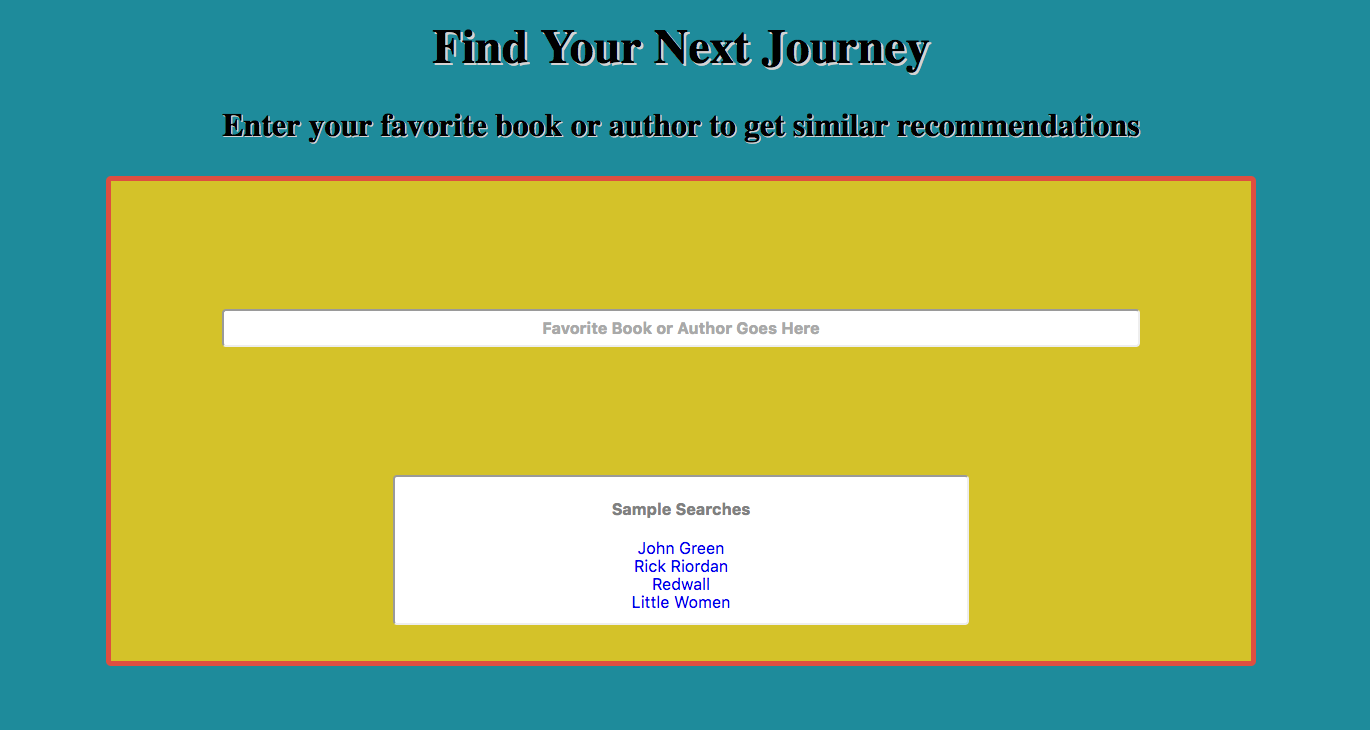 Find Your Next Journey
Enter your favorite book or author to get similar recommendations
Favorite Book or Author Goes Here
Sample Searches
John Green
Rick Riordan
Redwall
Little Women